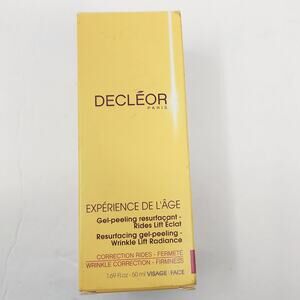 DECLÉOR
PARIS
EXPÉRIENCE DE L'ÂGE
Gel-peeling resurfaçant -
Rides Lift Éclat
Resurfacing gel-peeling -
Wrinkle Lift Radiance
CORRECTION RIDES - FERMETÉ
WRINKLE CORRECTION - FIRMNESS
1.69 fl.oz - 50 ml VISAGE | FACE